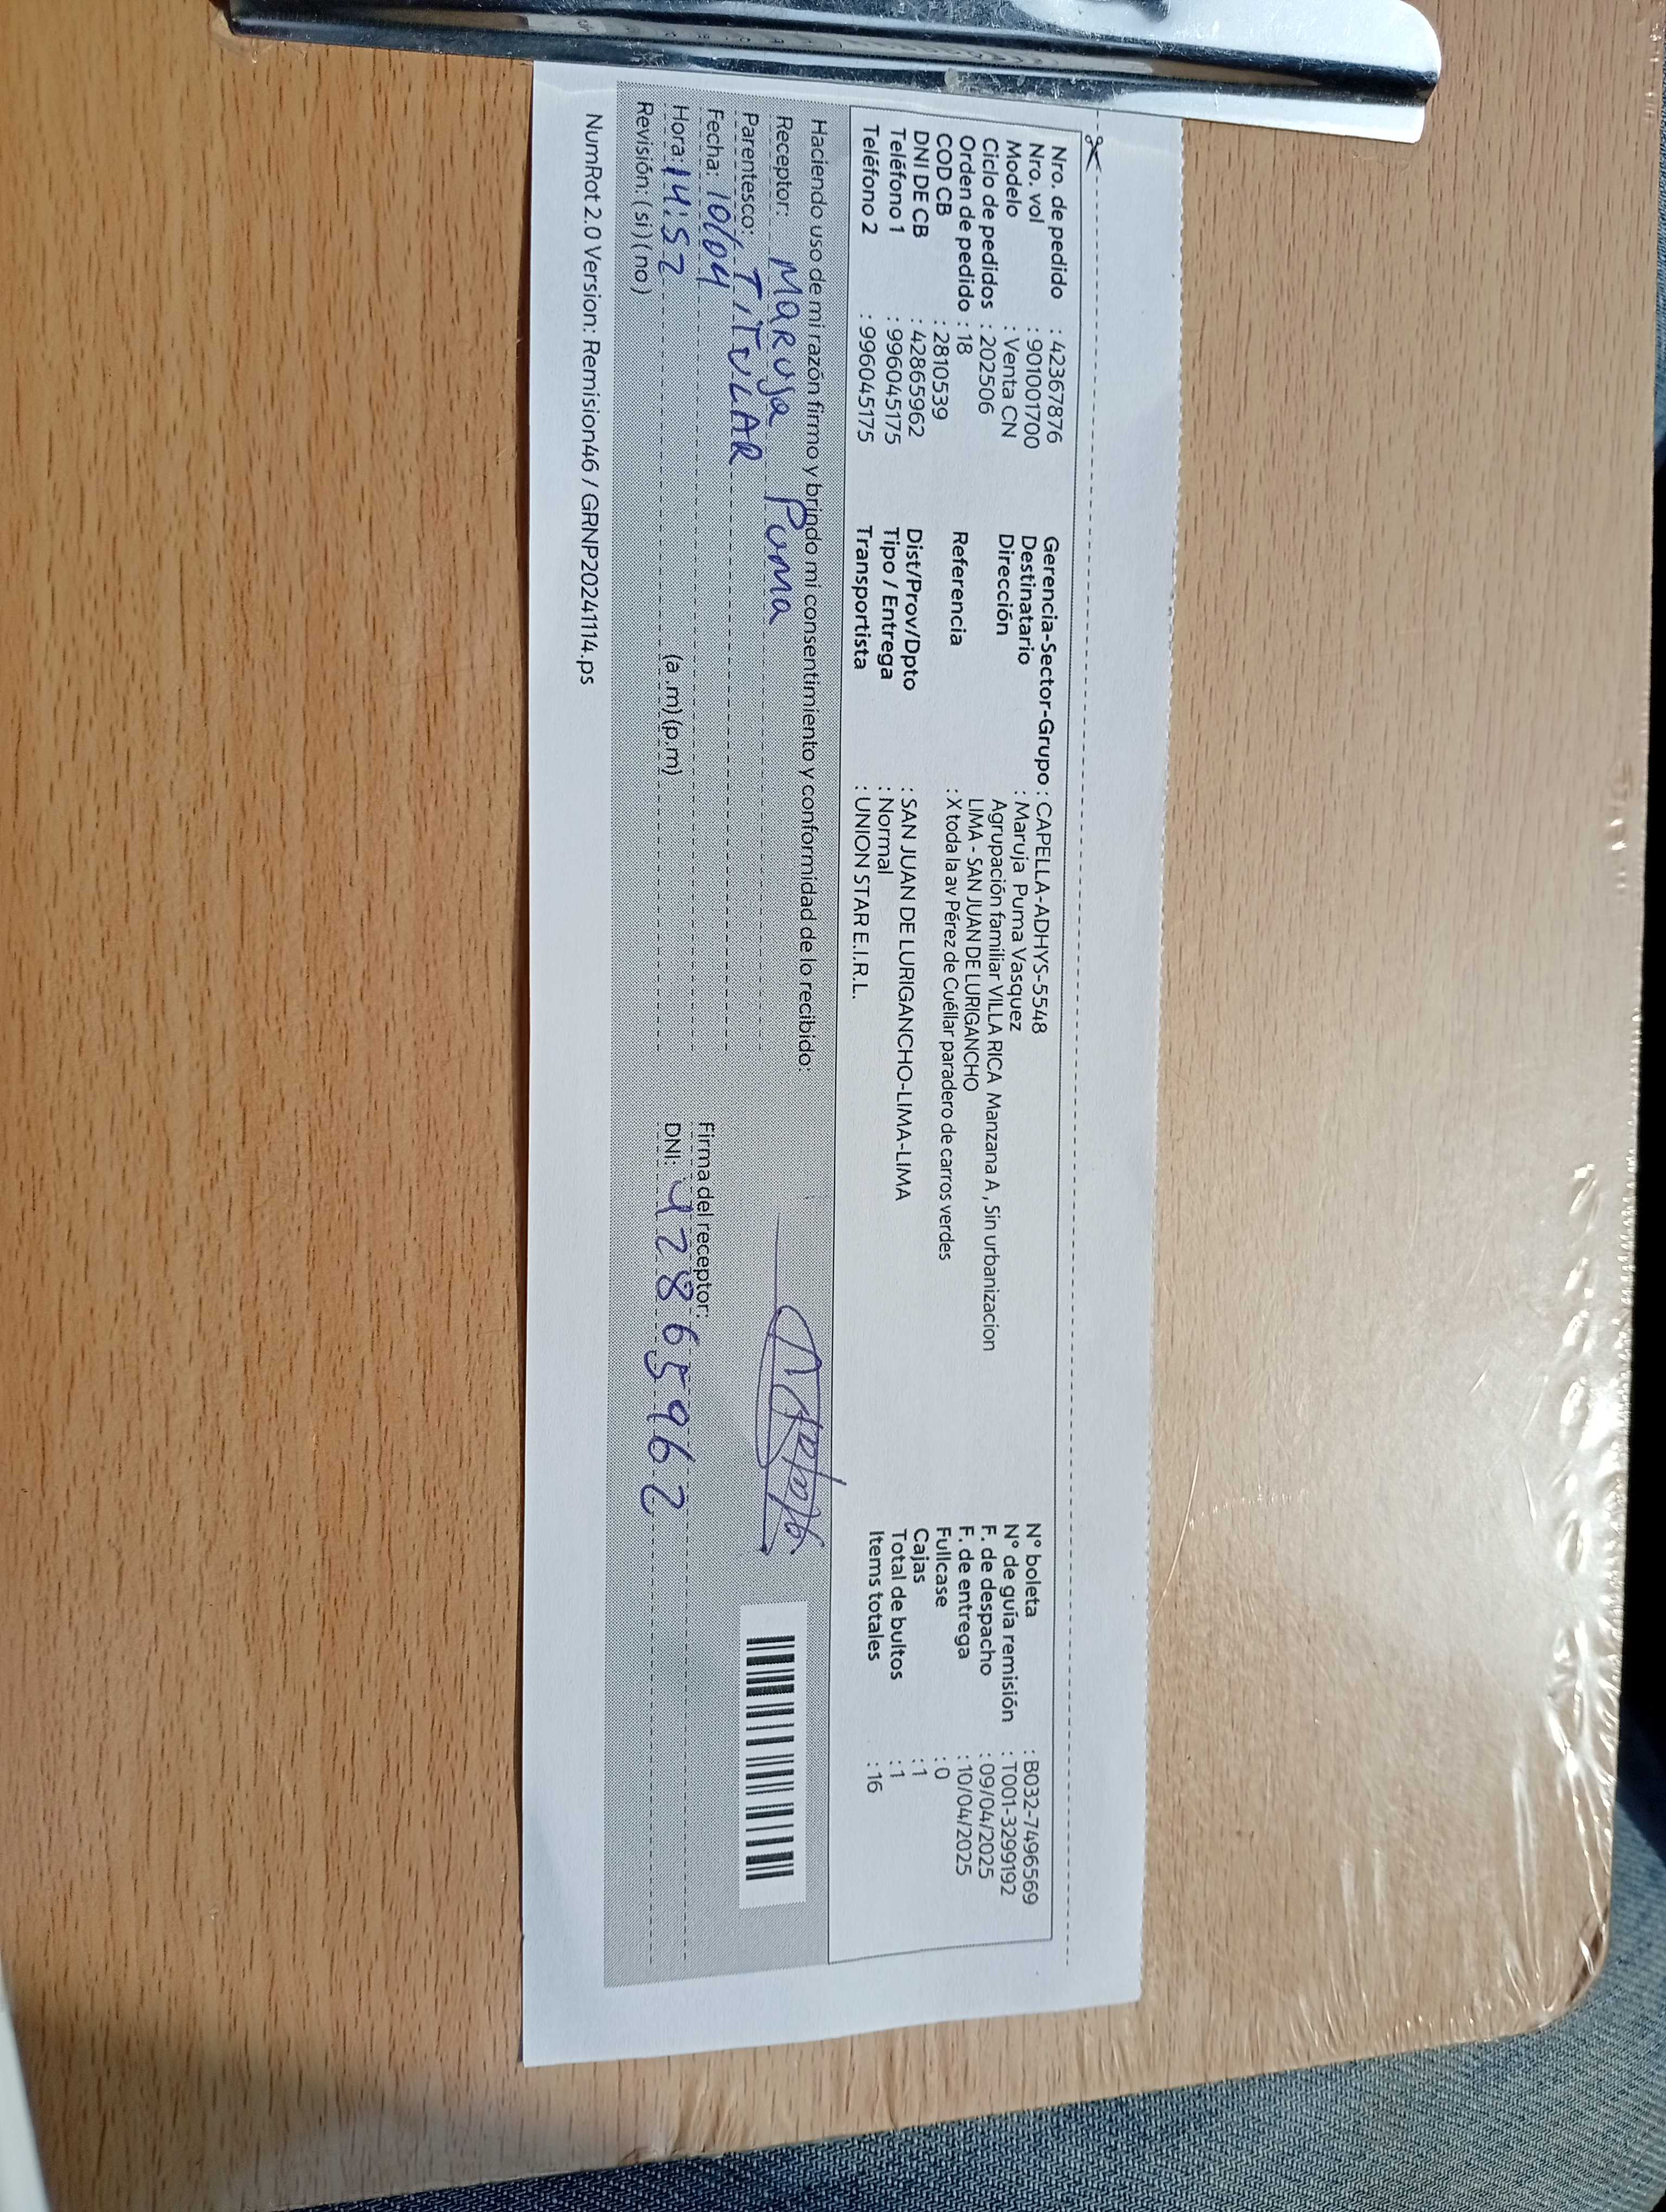 Nro. de pedido : 42367876
Nro. vol : 901001700
Modelo : Venta CN
Ciclo de pedidos : 202506
Orden de pedido : 18
COD CB : 2810539
DNI DE CB : 42865962
Teléfono 1 : 996045175
Teléfono 2 : 996045175
Gerencia-Sector-Grupo : CAPELLA-ADHYS-5548
Destinatario : Maruja Puma Vasquez
Dirección Agrupación familiar VILLA RICA Manzana A , Sin urbanizacion
LIMA - SAN JUAN DE LURIGANCHO
Referencia : X toda la av Pérez de Cuéllar paradero de carros verdes
Dist/Prov/Dpto : SAN JUAN DE LURIGANCHO-LIMA-LIMA
Tipo / Entrega : Normal
Transportista : UNION STAR E.I.R.L.
N° boleta : B032-7496569
N° de guía remisión : T001-3299192
F. de despacho : 09/04/2025
F. de entrega : 10/04/2025
Fullcase : 0
Cajas : 1
Total de bultos : 1
Items totales : 16
Haciendo uso de mi razón firmo y brindo mi consentimiento y conformidad de lo recibido:
Receptor: Maruja Puma
Parentesco: TITULAR
Fecha: 10/04
Hora: 14:52 (a .m) (p.m)
Revisión: ( si ) ( no )
Firma del receptor:
DNI: 42865962
NumRot 2.0 Version: Remision46 / GRNP20241114.ps